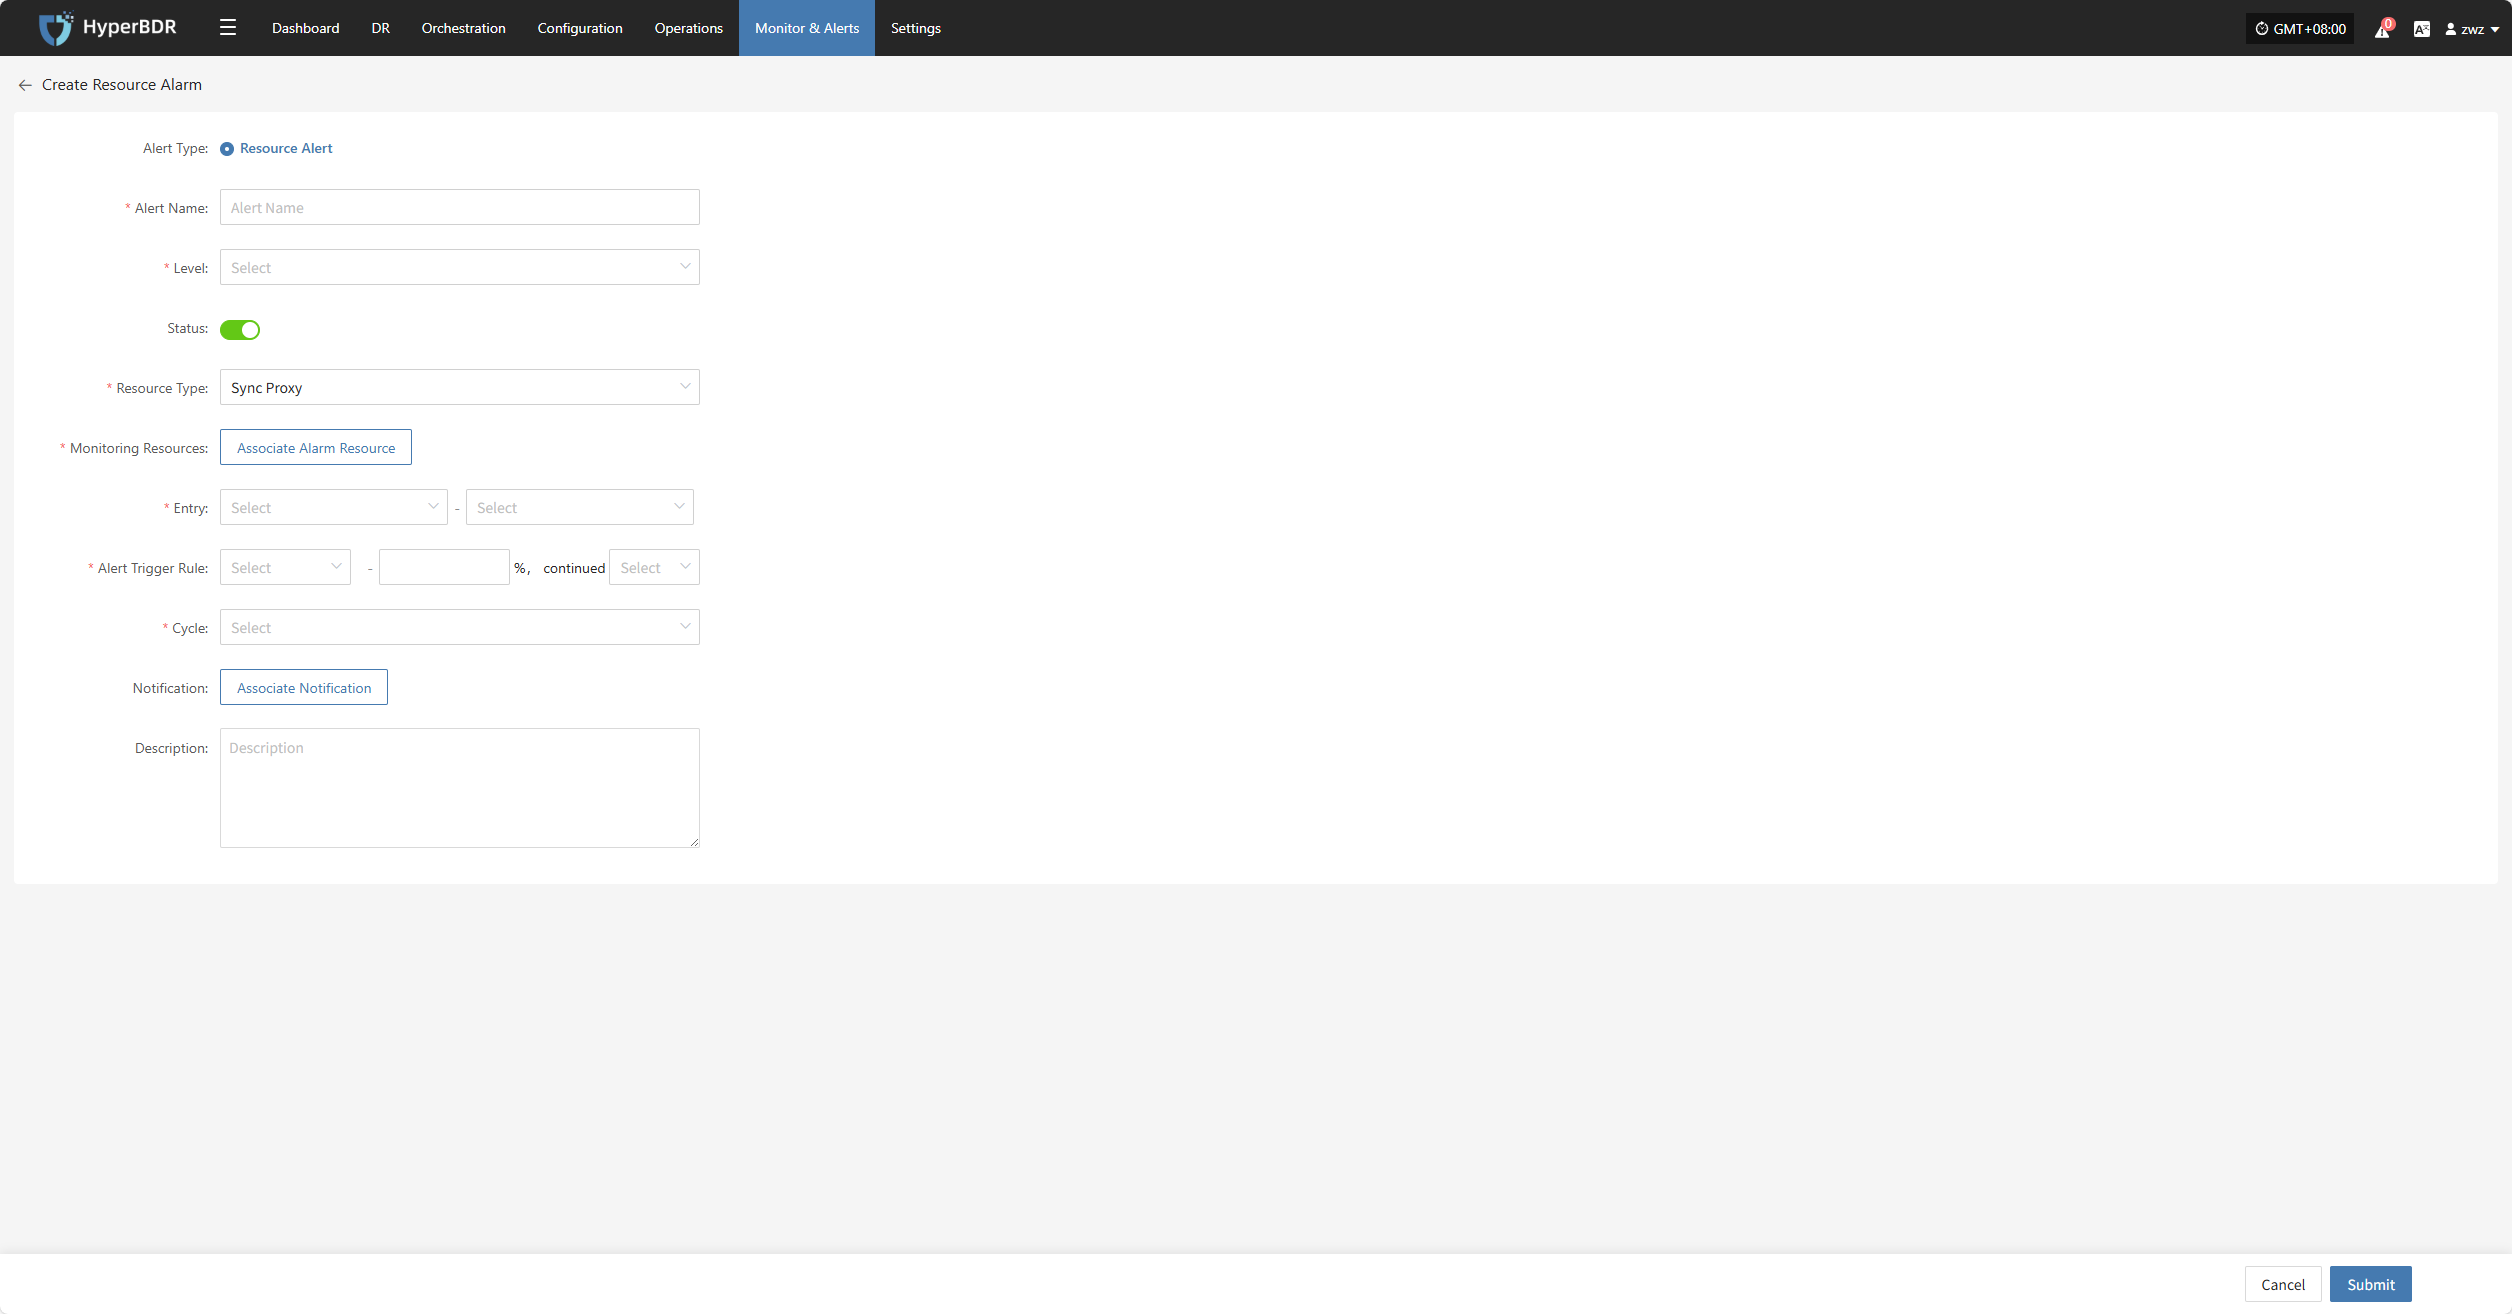 HyperBDR Dashboard DR Orchestration Configuration Operations Monitor & Alerts Settings GMT+08:00 0 zwz
Create Resource Alarm
Alert Type: Resource Alert
* Alert Name: Alert Name
* Level: Select
Status:
* Resource Type: Sync Proxy
* Monitoring Resources: Associate Alarm Resource
* Entry: Select - Select
* Alert Trigger Rule: Select - %, continued Select
* Cycle: Select
Notification: Associate Notification
Description: Description
Cancel Submit